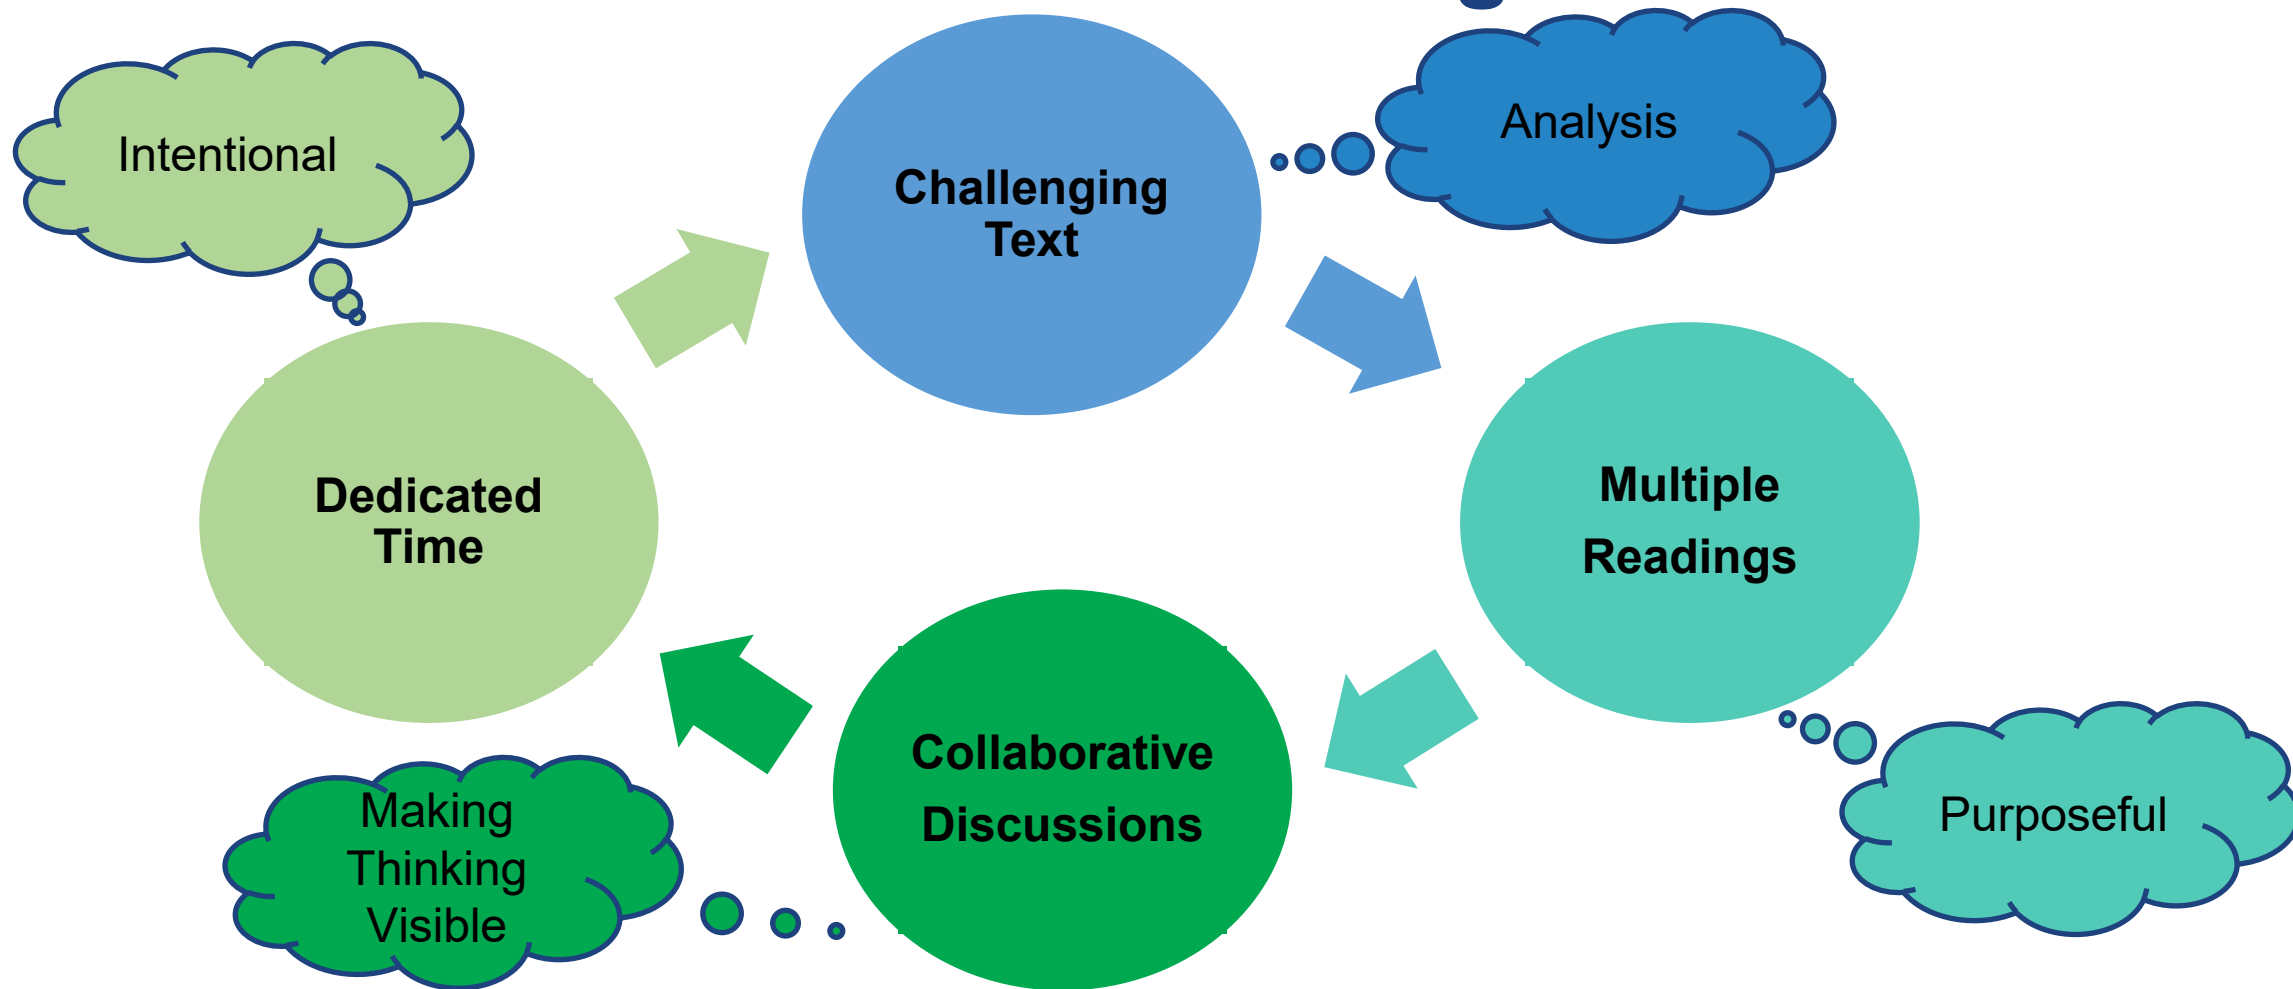 Intentional
Challenging
Text
Analysis
Dedicated
Time
Multiple
Readings
Collaborative
Discussions
Making
Thinking
Visible
Purposeful